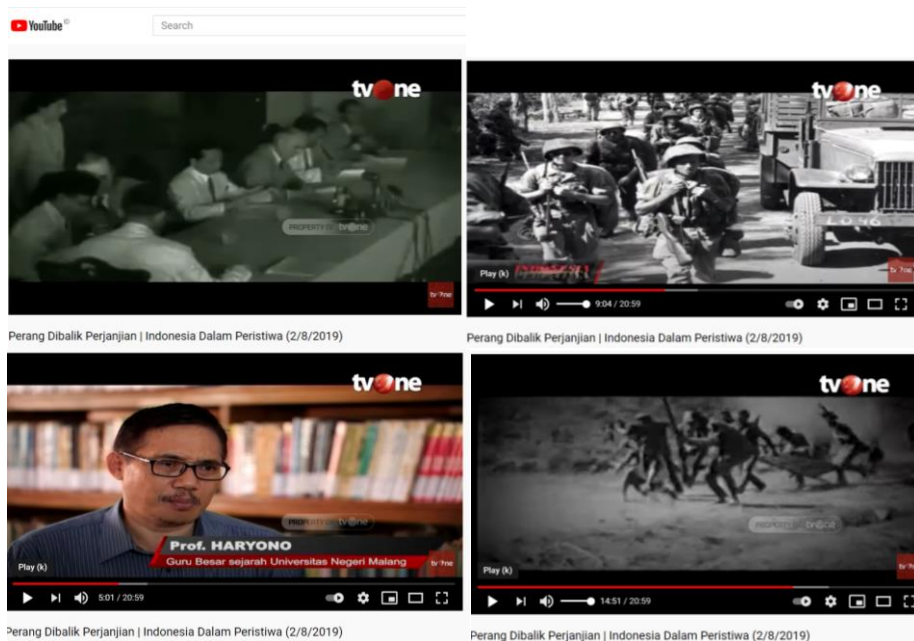 YouTube ID
Search
tvOne
PROPERTY OF tvOne
tvOne
Perang Dibalik Perjanjian | Indonesia Dalam Peristiwa (2/8/2019)
tvOne
Play (k)
9:04 / 20:59
Perang Dibalik Perjanjian | Indonesia Dalam Peristiwa (2/8/2019)
tvOne
PROPERTY OF tvOne
Prof. HARYONO
Guru Besar sejarah Universitas Negeri Malang
tvOne
Play (k)
5:01 / 20:59
Perang Dibalik Perjanjian | Indonesia Dalam Peristiwa (2/8/2019)
tvOne
PROPERTY OF tvOne
Play (k)
14:51 / 20:59
Perang Dibalik Perjanjian | Indonesia Dalam Peristiwa (2/8/2019)